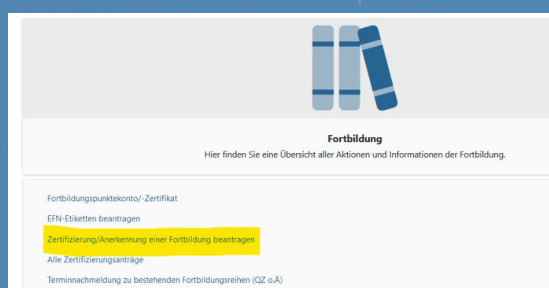 Fortbildung
Hier finden Sie eine Übersicht aller Aktionen und Informationen der Fortbildung.
Fortbildungspunktekonto/-Zertifikat
EFN-Etiketten beantragen
Zertifizierung/Anerkennung einer Fortbildung beantragen
Alle Zertifizierungsanträge
Terminnachmeldung zu bestehenden Fortbildungsreihen (QZ o.Ä)